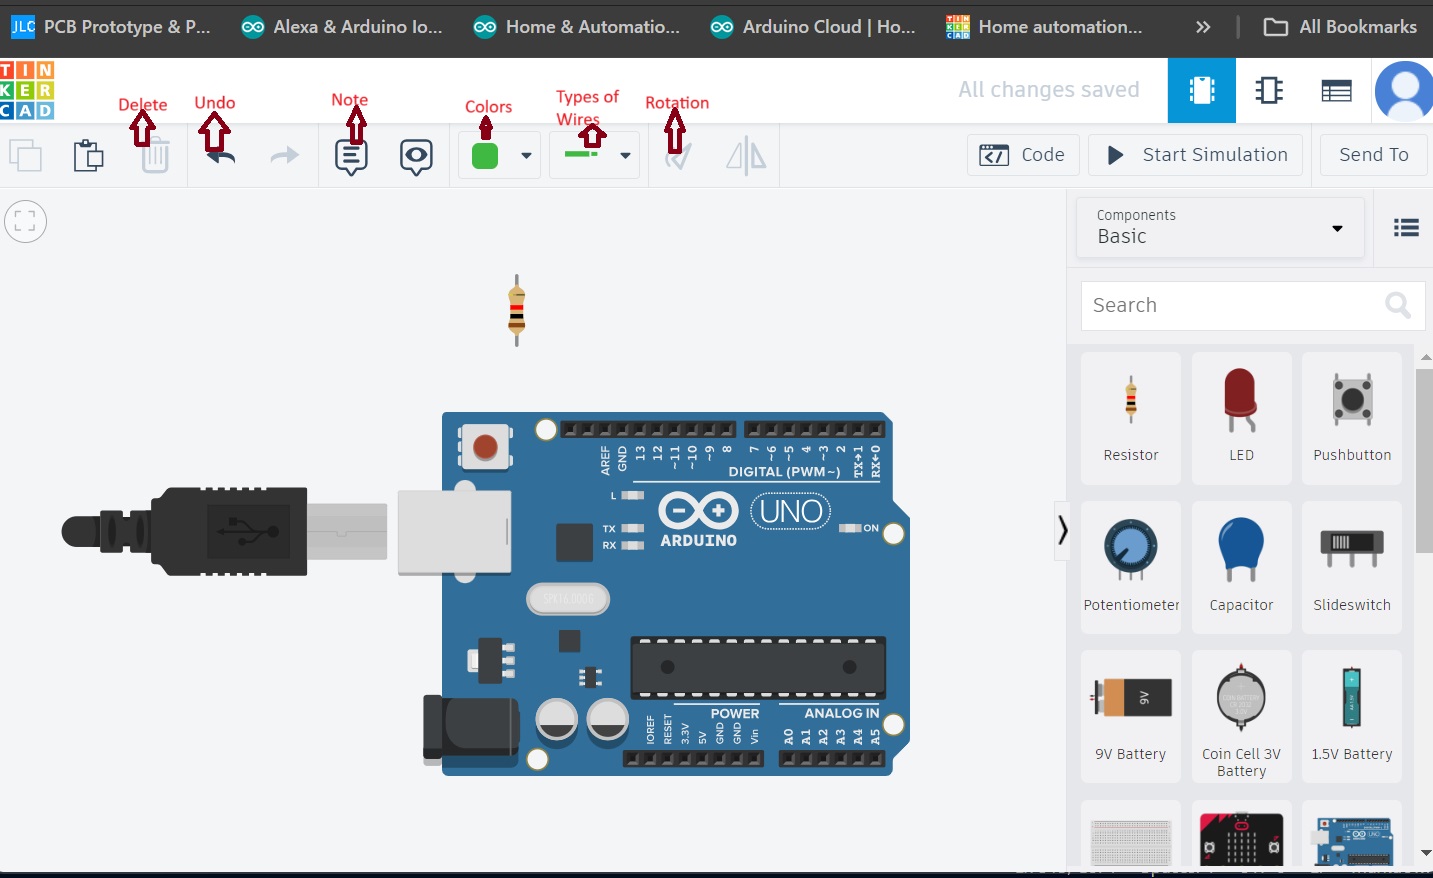 JLC PCB Prototype & P... Alexa & Arduino Io... Home & Automatio... Arduino Cloud | Ho... Home automation... » All Bookmarks
TIN
KER
CAD
All changes saved
Delete Undo Note Colors Types of Wires Rotation
Code Start Simulation Send To
Components
Basic
Search
Resistor LED Pushbutton
Potentiometer Capacitor Slideswitch
9V
9V Battery Coin Cell 3V Battery 1.5V Battery
AREF GND 13 12 ~11 ~10 ~9 8 7 ~6 ~5 4 ~3 2 TX→1 RX←0
DIGITAL (PWM~)
L
TX
RX
UNO
ON
ARDUINO
SPK16.000G
POWER ANALOG IN
IOREF RESET 3.3V 5V GND GND Vin A0 A1 A2 A3 A4 A5